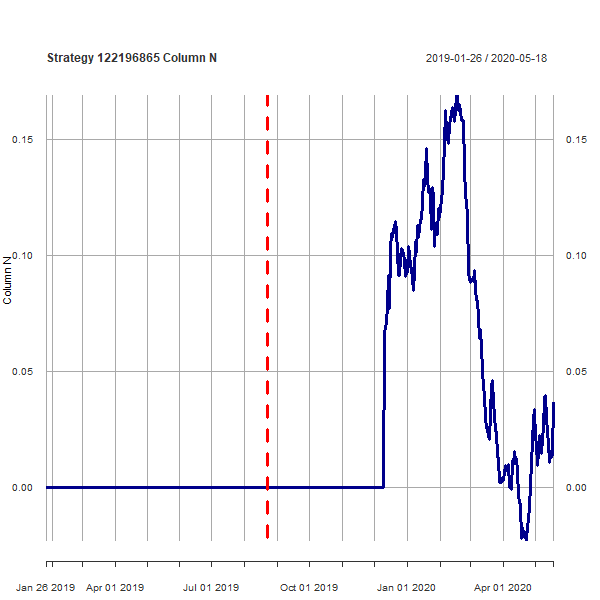 Strategy 122196865 Column N
2019-01-26 / 2020-05-18
0.15
0.15
0.10
0.10
Column N
0.05
0.05
0.00
0.00
Jan 26 2019
Apr 01 2019
Jul 01 2019
Oct 01 2019
Jan 01 2020
Apr 01 2020